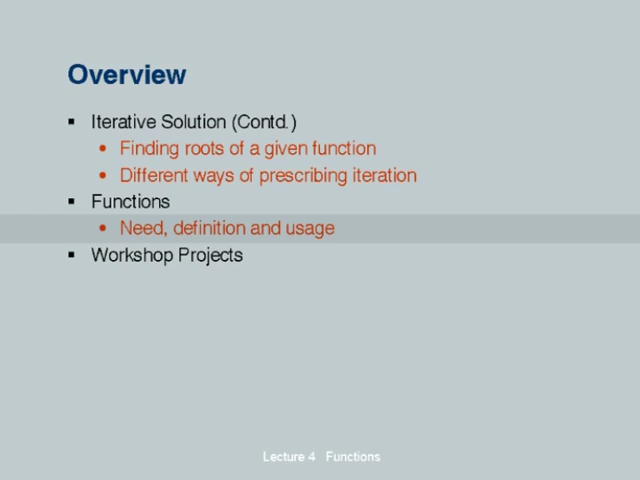 Overview
▪ Iterative Solution (Contd.)
• Finding roots of a given function
• Different ways of prescribing iteration
▪ Functions
• Need, definition and usage
▪ Workshop Projects
Lecture 4 Functions